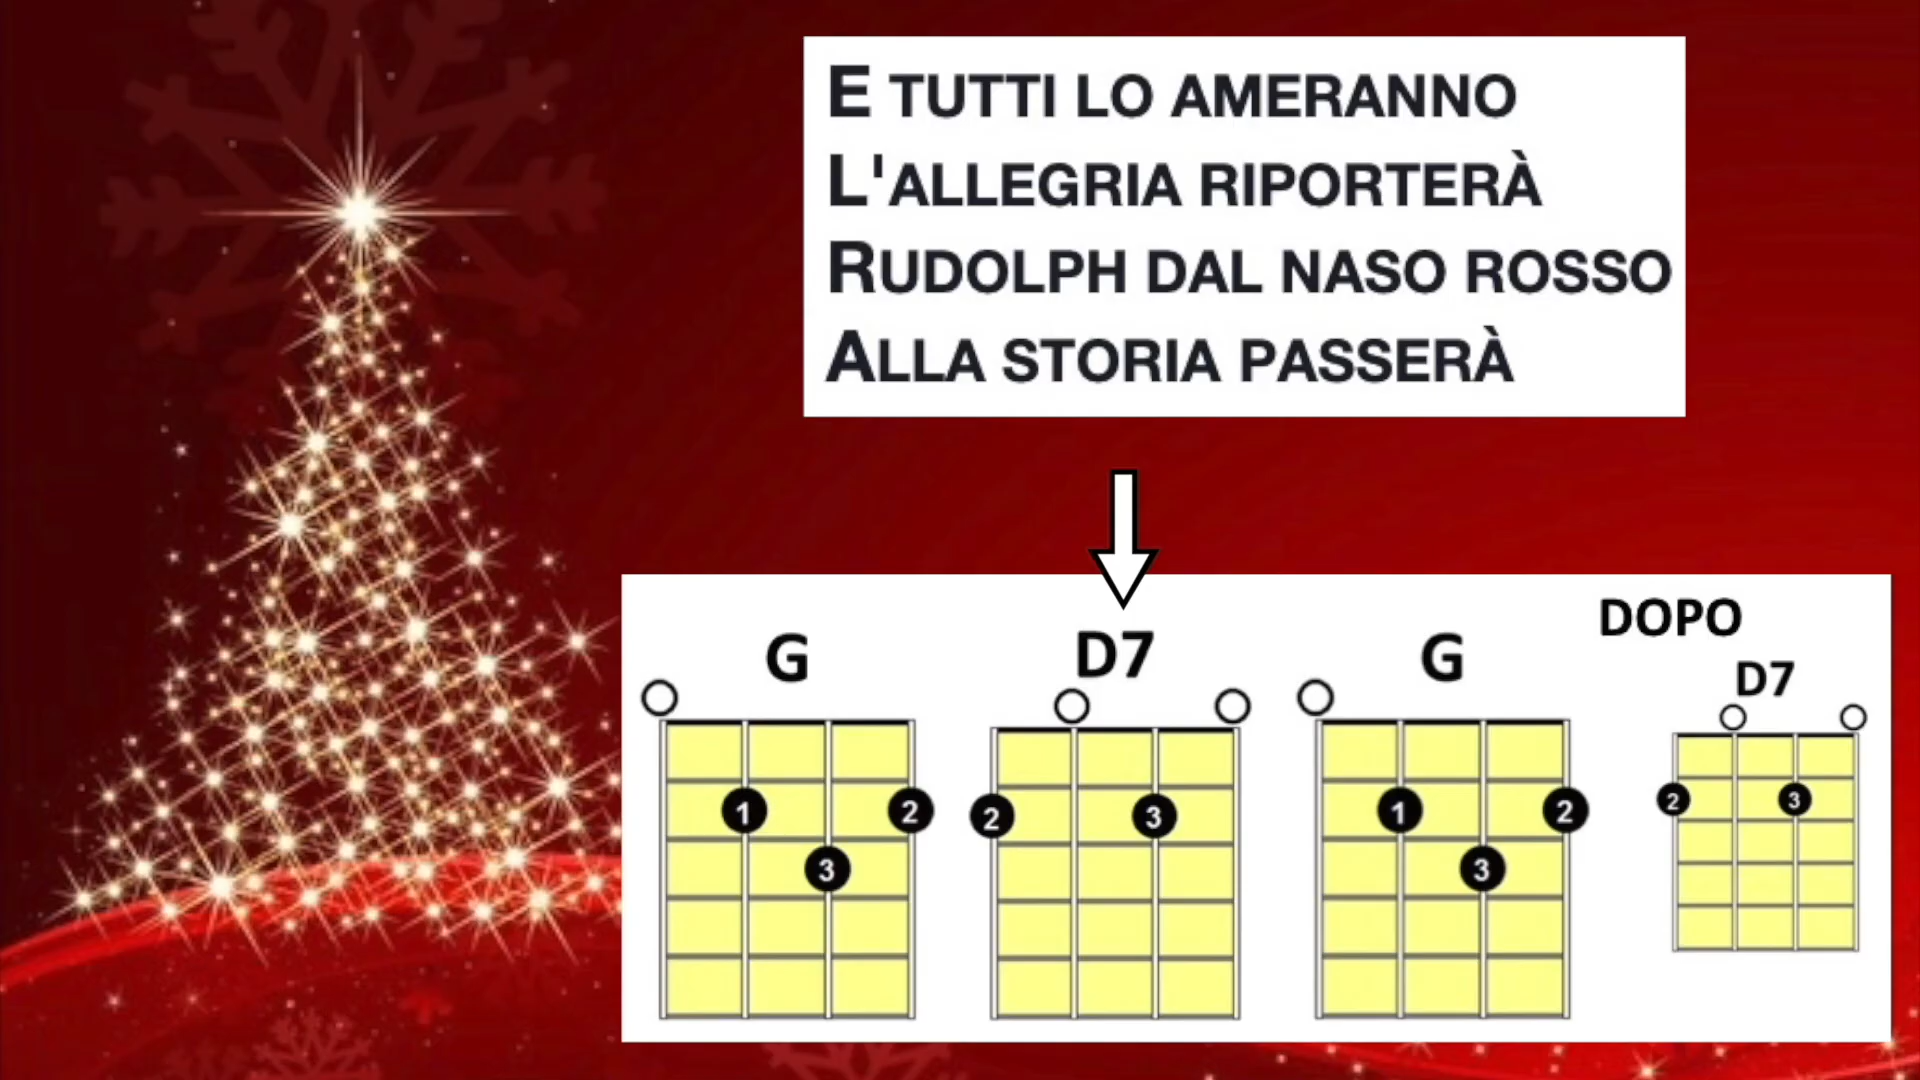 E TUTTI LO AMERANNO
L'ALLEGRIA RIPORTERÀ
RUDOLPH DAL NASO ROSSO
ALLA STORIA PASSERÀ
DOPO
G D7 G D7
1 2 2 3 1 2 2 3
3 3